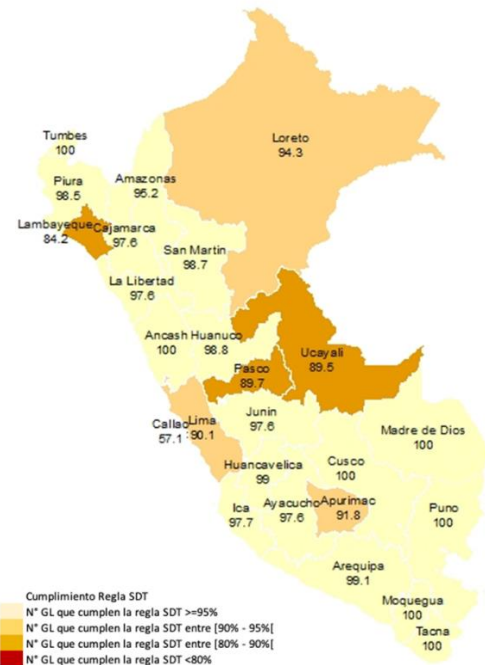 Tumbes
100
Loreto
94.3
Piura
98.5
Amazonas
95.2
Lambayeque
84.2
Cajamarca
97.6
San Martin
98.7
La Libertad
97.6
Ancash
100
Huanuco
98.8
Ucayali
89.5
Pasco
89.7
Callao
57.1
Lima
90.1
Junin
97.6
Madre de Dios
100
Huancavelica
99
Cusco
100
Ica
97.7
Ayacucho
97.6
Apurimac
91.8
Puno
100
Arequipa
99.1
Moquegua
100
Tacna
100
Cumplimiento Regla SDT
N° GL que cumplen la regla SDT >=95%
N° GL que cumplen la regla SDT entre [90% - 95%[
N° GL que cumplen la regla SDT entre [80% - 90%[
N° GL que cumplen la regla SDT <80%